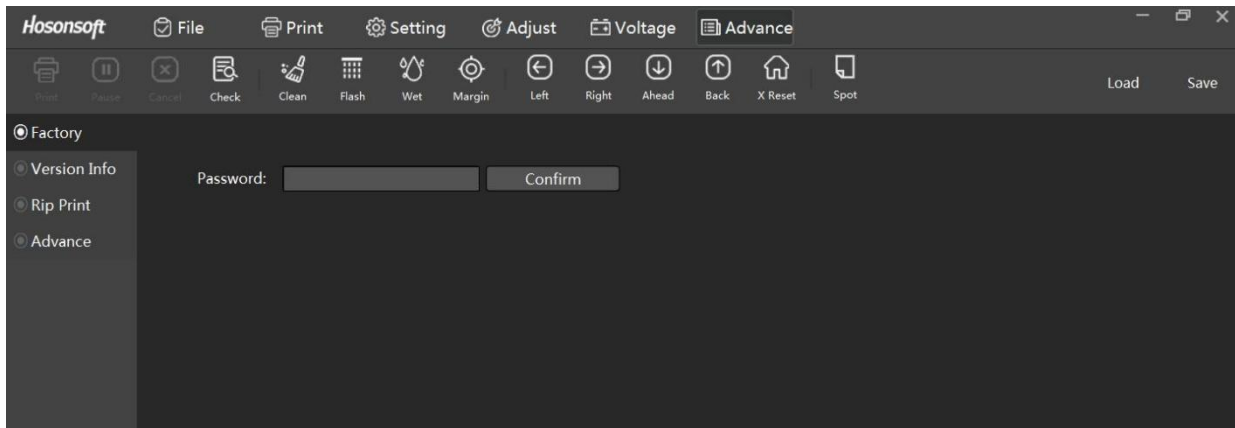 Hosonsoft File Print Setting Adjust Voltage Advance
Print Pause Cancel Check Clean Flash Wet Margin Left Right Ahead Back X Reset Spot Load Save
Factory
Version Info
Password: Confirm
Rip Print
Advance